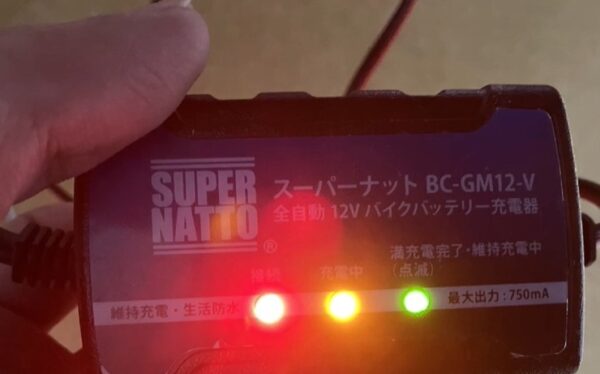 SUPER
NATTO
®
スーパーナット BC-GM12-V
全自動 12V バイクバッテリー充電器
満充電完了・維持充電中
接続 充電中 (点滅)
維持充電・生活防水
最大出力 : 750mA